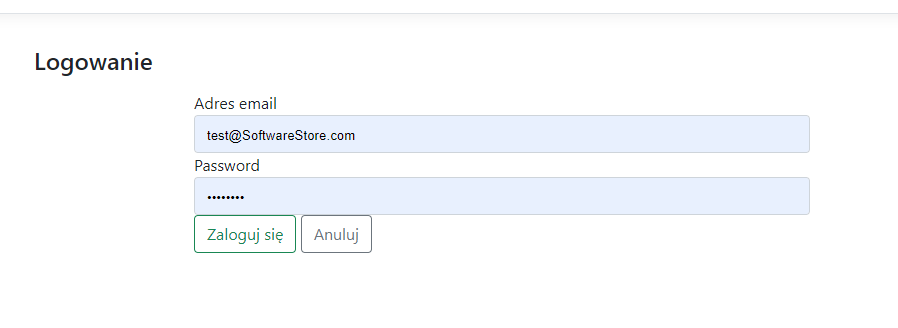 Logowanie
Adres email
test@SoftwareStore.com
Password
••••••••
Zaloguj się Anuluj